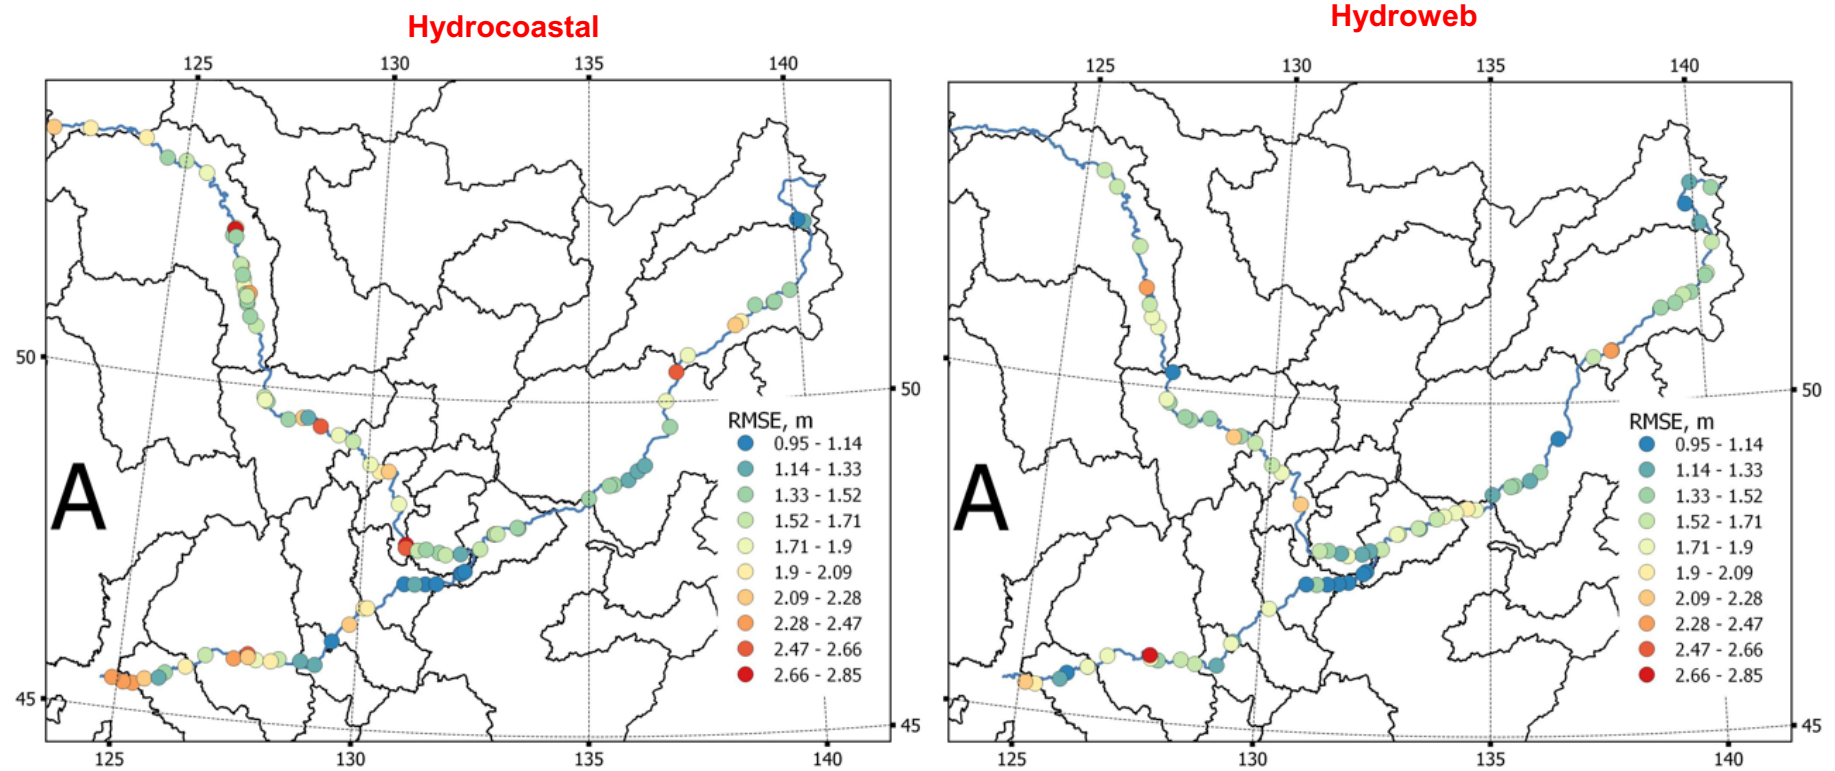 Hydrocoastal
125 130 135 140
50
50
A
RMSE, m
0.95 - 1.14
1.14 - 1.33
1.33 - 1.52
1.52 - 1.71
1.71 - 1.9
1.9 - 2.09
2.09 - 2.28
2.28 - 2.47
2.47 - 2.66
2.66 - 2.85
45
45
125 130 135 140
Hydroweb
125 130 135 140
50
A
RMSE, m
0.95 - 1.14
1.14 - 1.33
1.33 - 1.52
1.52 - 1.71
1.71 - 1.9
1.9 - 2.09
2.09 - 2.28
2.28 - 2.47
2.47 - 2.66
2.66 - 2.85
45
125 130 135 140